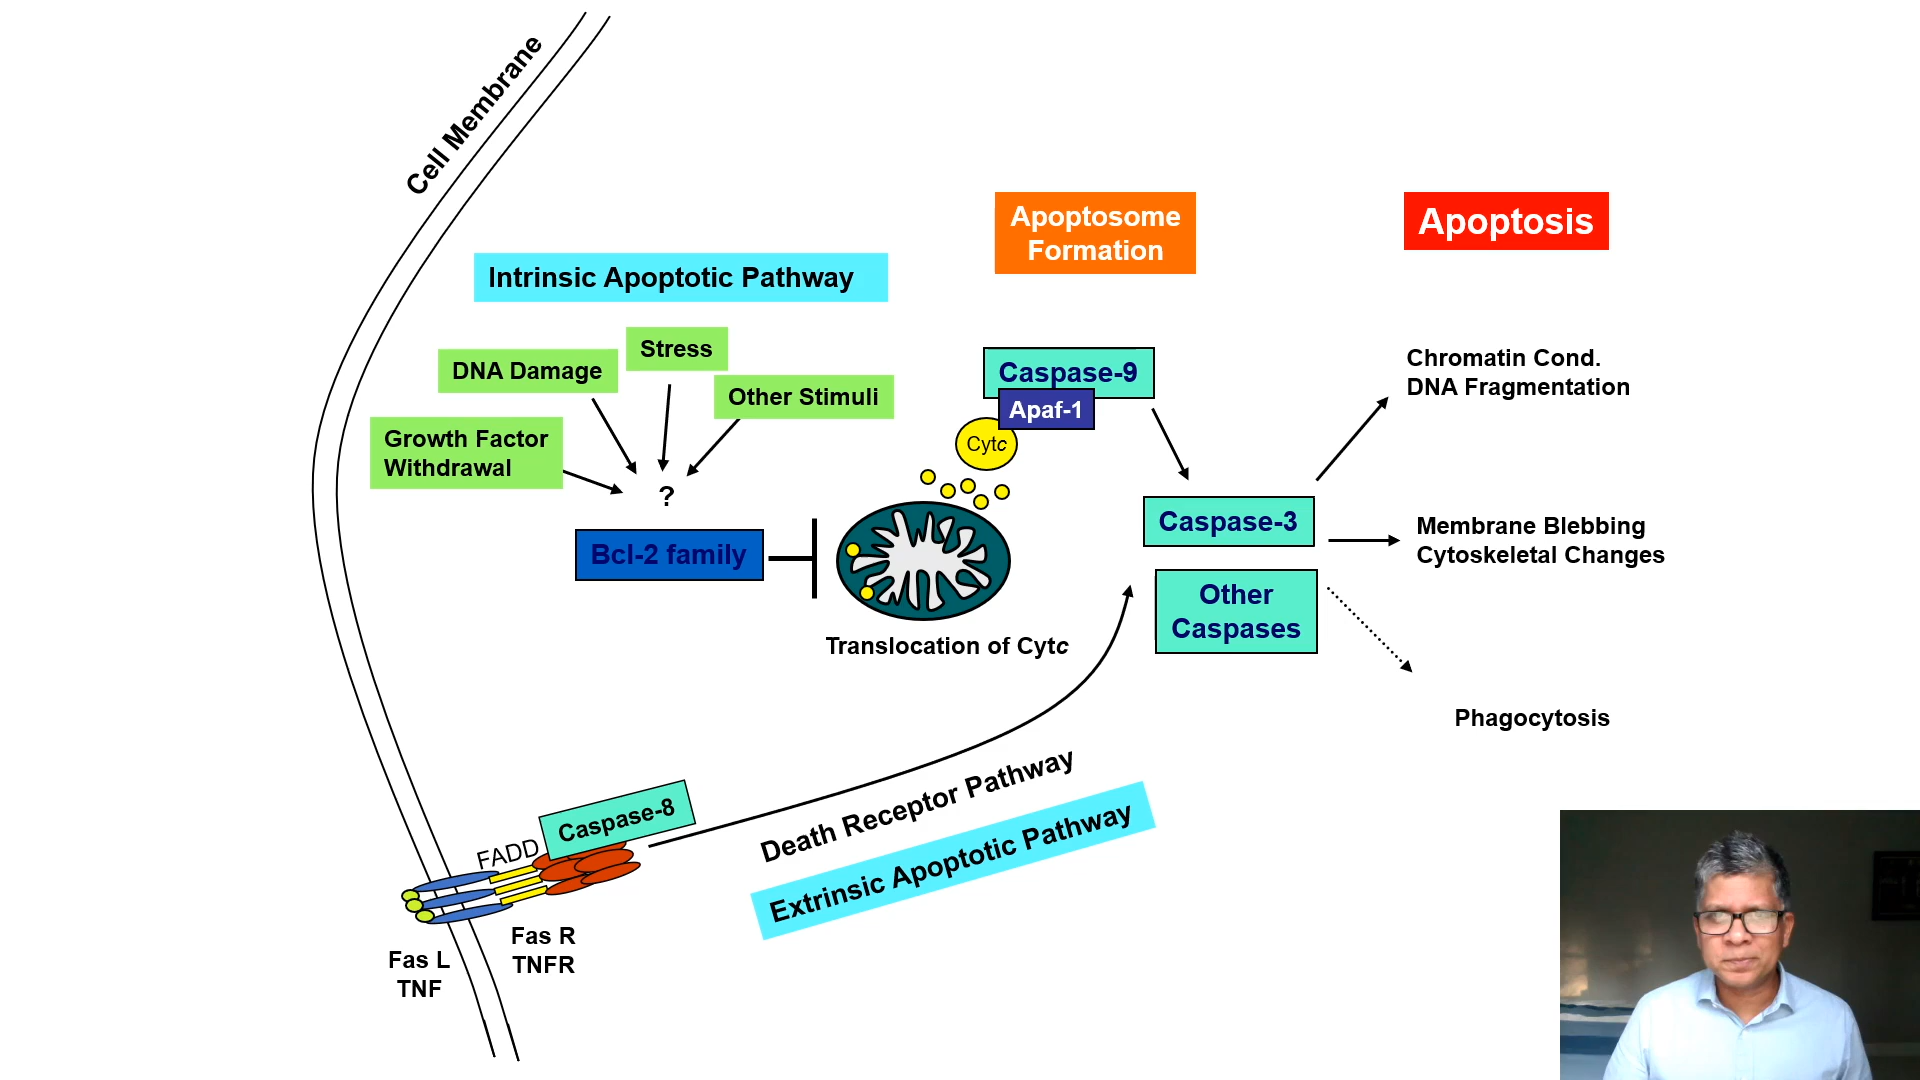 Cell Membrane
Apoptosome
Formation
Apoptosis
Intrinsic Apoptotic Pathway
Stress
DNA Damage
Other Stimuli
Growth Factor
Withdrawal
?
Bcl-2 family
Caspase-9
Apaf-1
Cytc
Translocation of Cytc
Caspase-3
Other
Caspases
Chromatin Cond.
DNA Fragmentation
Membrane Blebbing
Cytoskeletal Changes
Phagocytosis
Death Receptor Pathway
Extrinsic Apoptotic Pathway
Caspase-8
FADD
Fas R
TNFR
Fas L
TNF